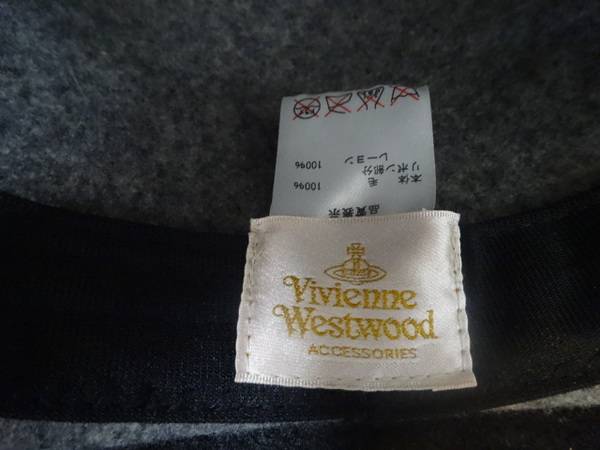 Vivienne
Westwood
ACCESSORIES
品質表示
本体 毛 100%
リボン部分
レーヨン 100%